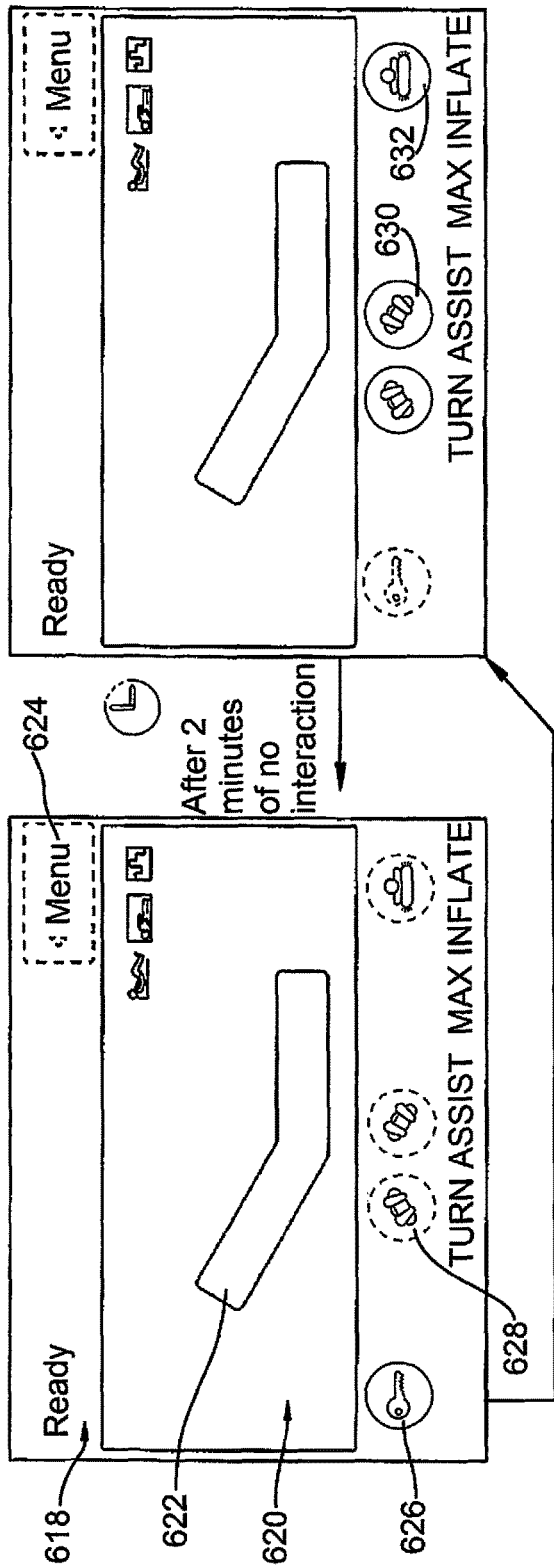 618
Ready
624
Menu
622
620
626
628
TURN ASSIST MAX INFLATE
After 2
minutes
of no
interaction
Ready
Menu
630
632
TURN ASSIST MAX INFLATE